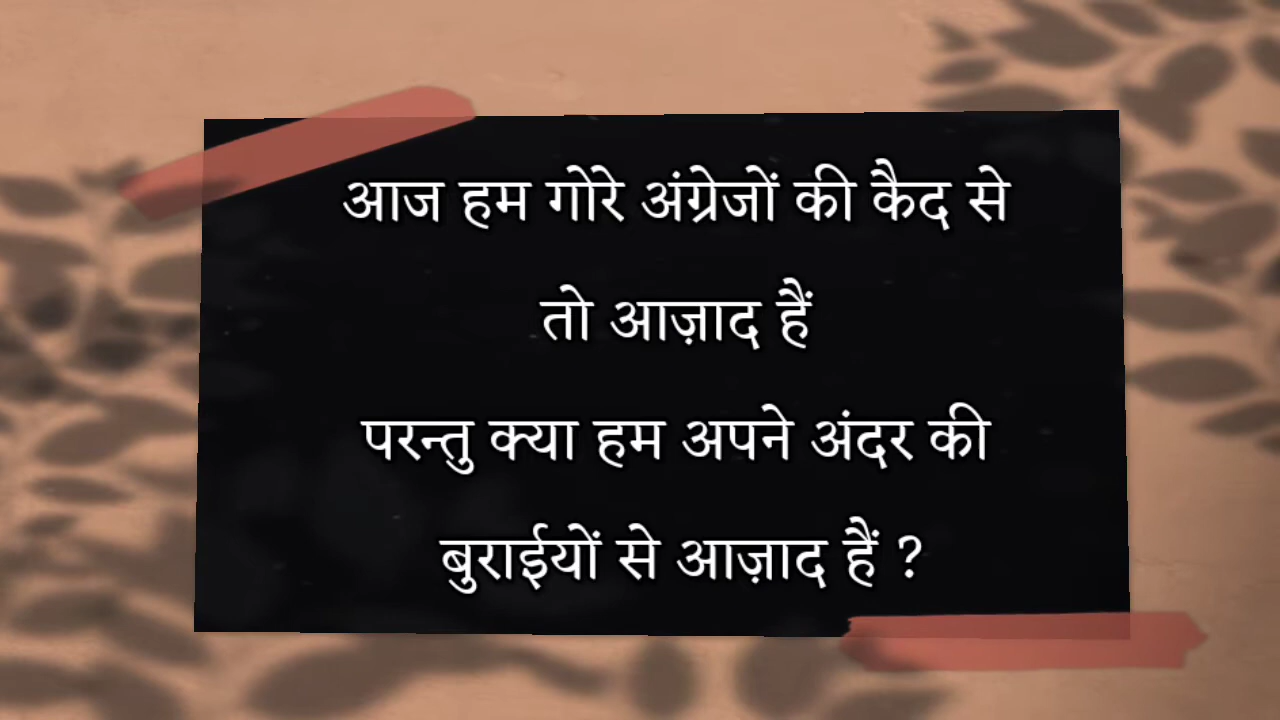 आज हम गोरे अंग्रेजों की कैद से
तो आज़ाद हैं
परन्तु क्या हम अपने अंदर की
बुराईयों से आज़ाद हैं ?